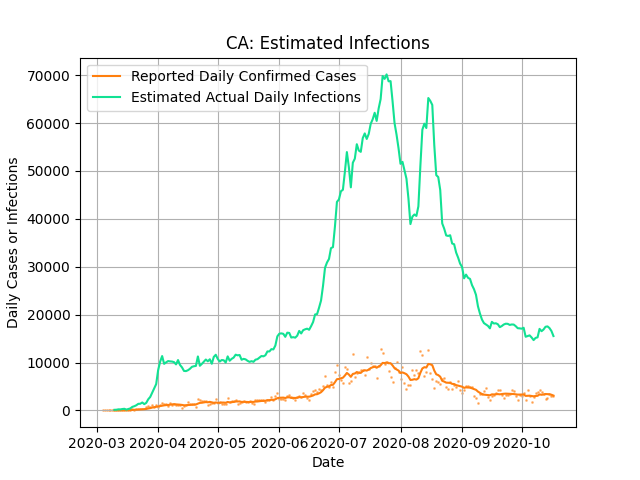 CA: Estimated Infections
Reported Daily Confirmed Cases
Estimated Actual Daily Infections
Daily Cases or Infections
70000
60000
50000
40000
30000
20000
10000
0
2020-03 2020-04 2020-05 2020-06 2020-07 2020-08 2020-09 2020-10
Date